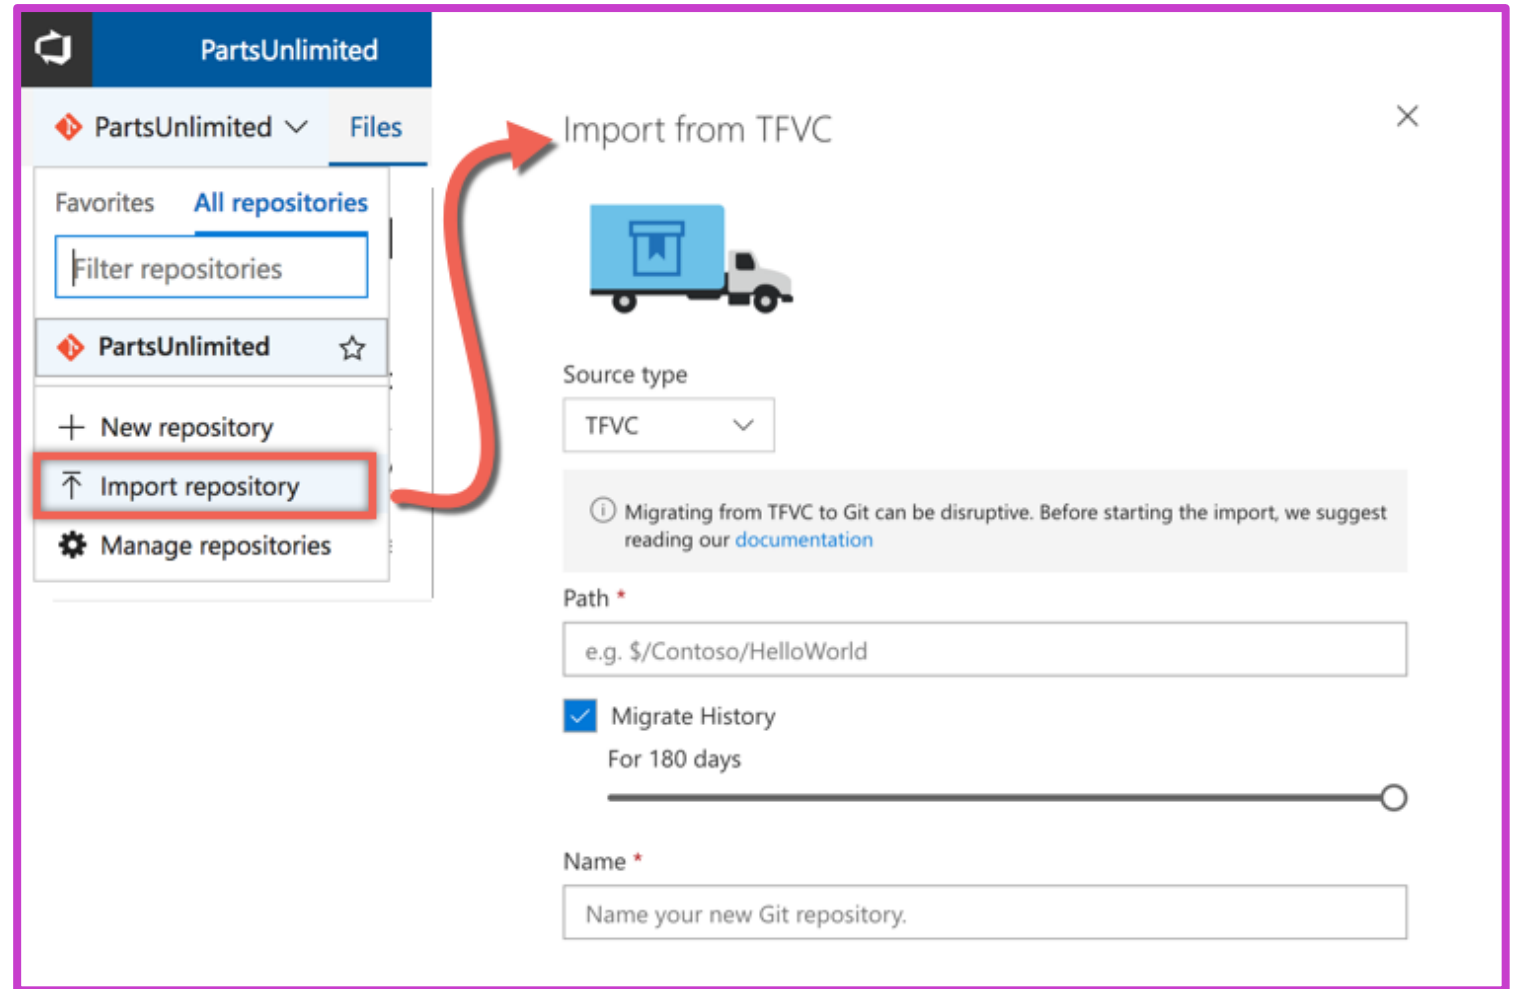 PartsUnlimited
PartsUnlimited
Files
Favorites
All repositories
Filter repositories
PartsUnlimited
New repository
Import repository
Manage repositories
Import from TFVC
Source type
TFVC
Migrating from TFVC to Git can be disruptive. Before starting the import, we suggest
reading our documentation
Path *
e.g. $/Contoso/HelloWorld
Migrate History
For 180 days
Name *
Name your new Git repository.